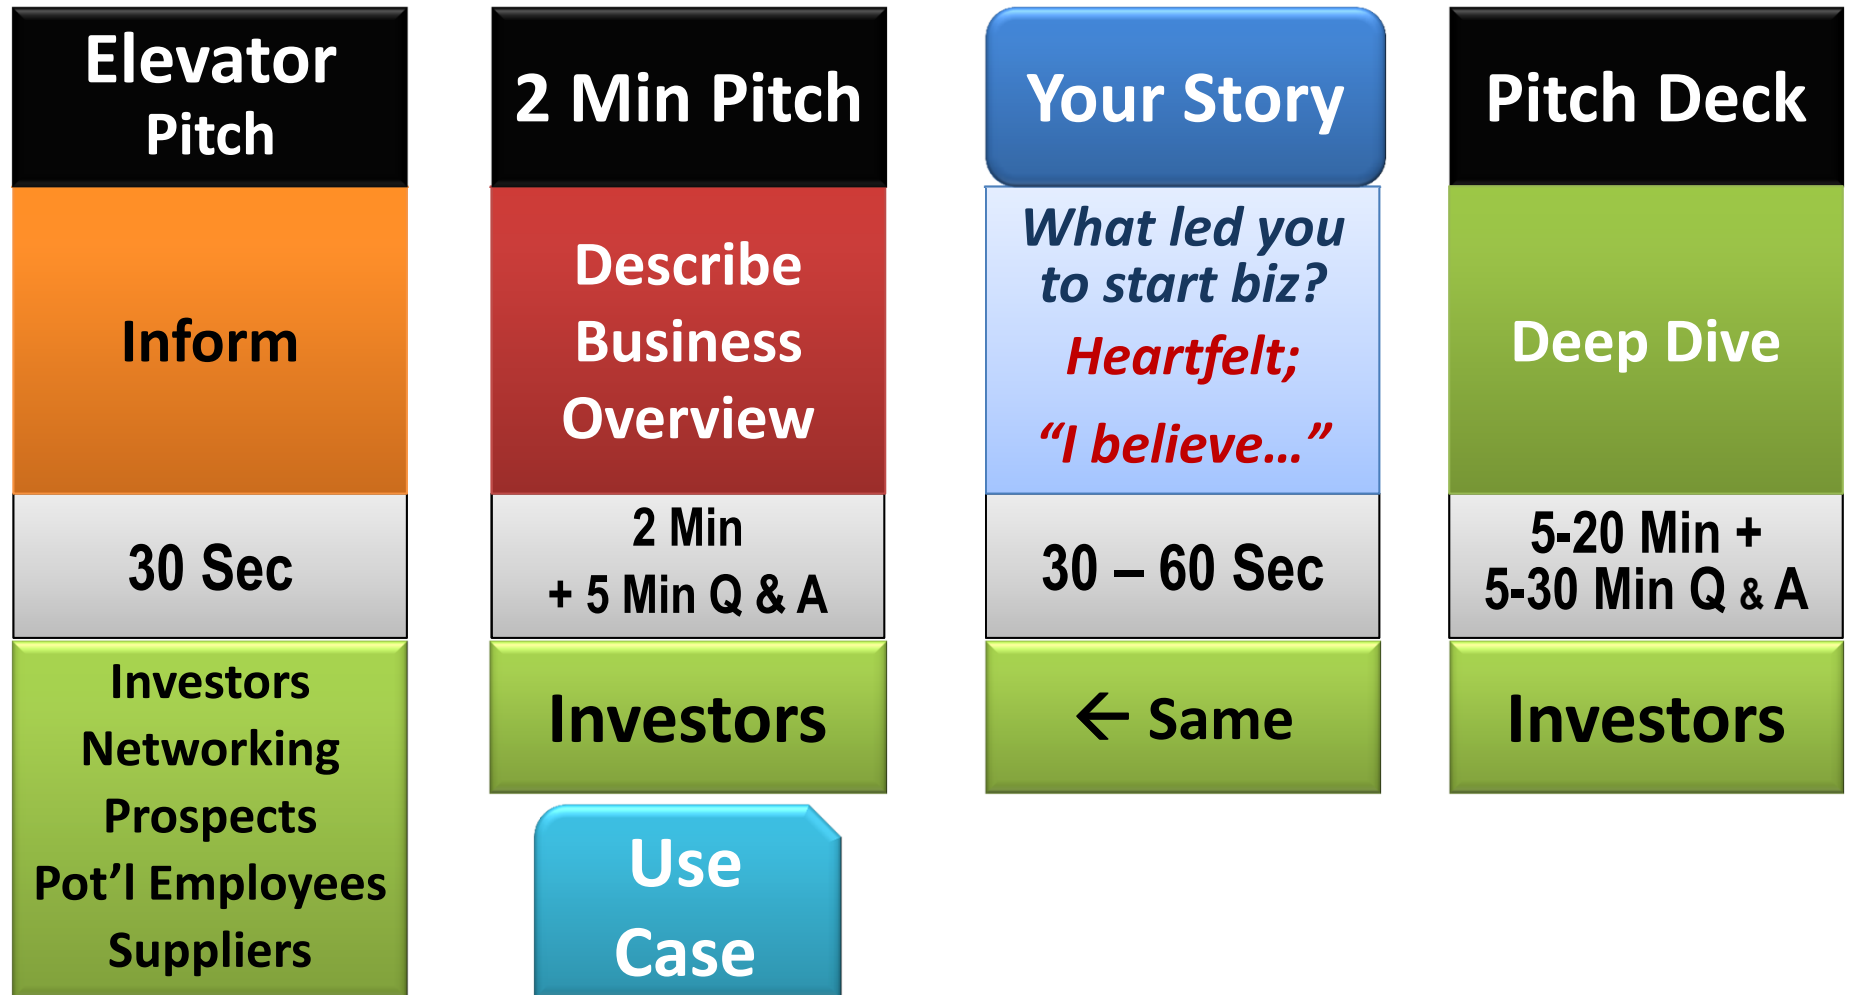 Elevator
Pitch
Inform
30 Sec
Investors
Networking
Prospects
Pot’l Employees
Suppliers
2 Min Pitch
Describe
Business
Overview
2 Min
+ 5 Min Q & A
Investors
Use
Case
Your Story
What led you
to start biz?
Heartfelt;
“I believe…”
30 – 60 Sec
← Same
Pitch Deck
Deep Dive
5-20 Min +
5-30 Min Q & A
Investors